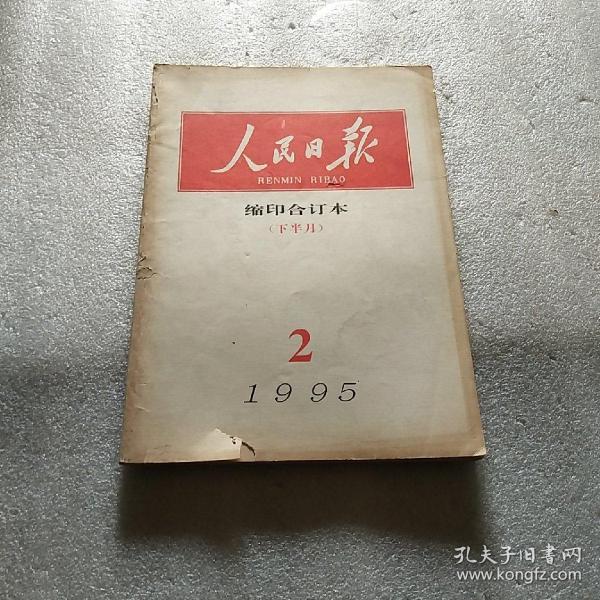 人民日报
RENMIN RIBAO
缩印合订本
(下半月)
2
1995
孔夫子旧書网
www.kongfz.com